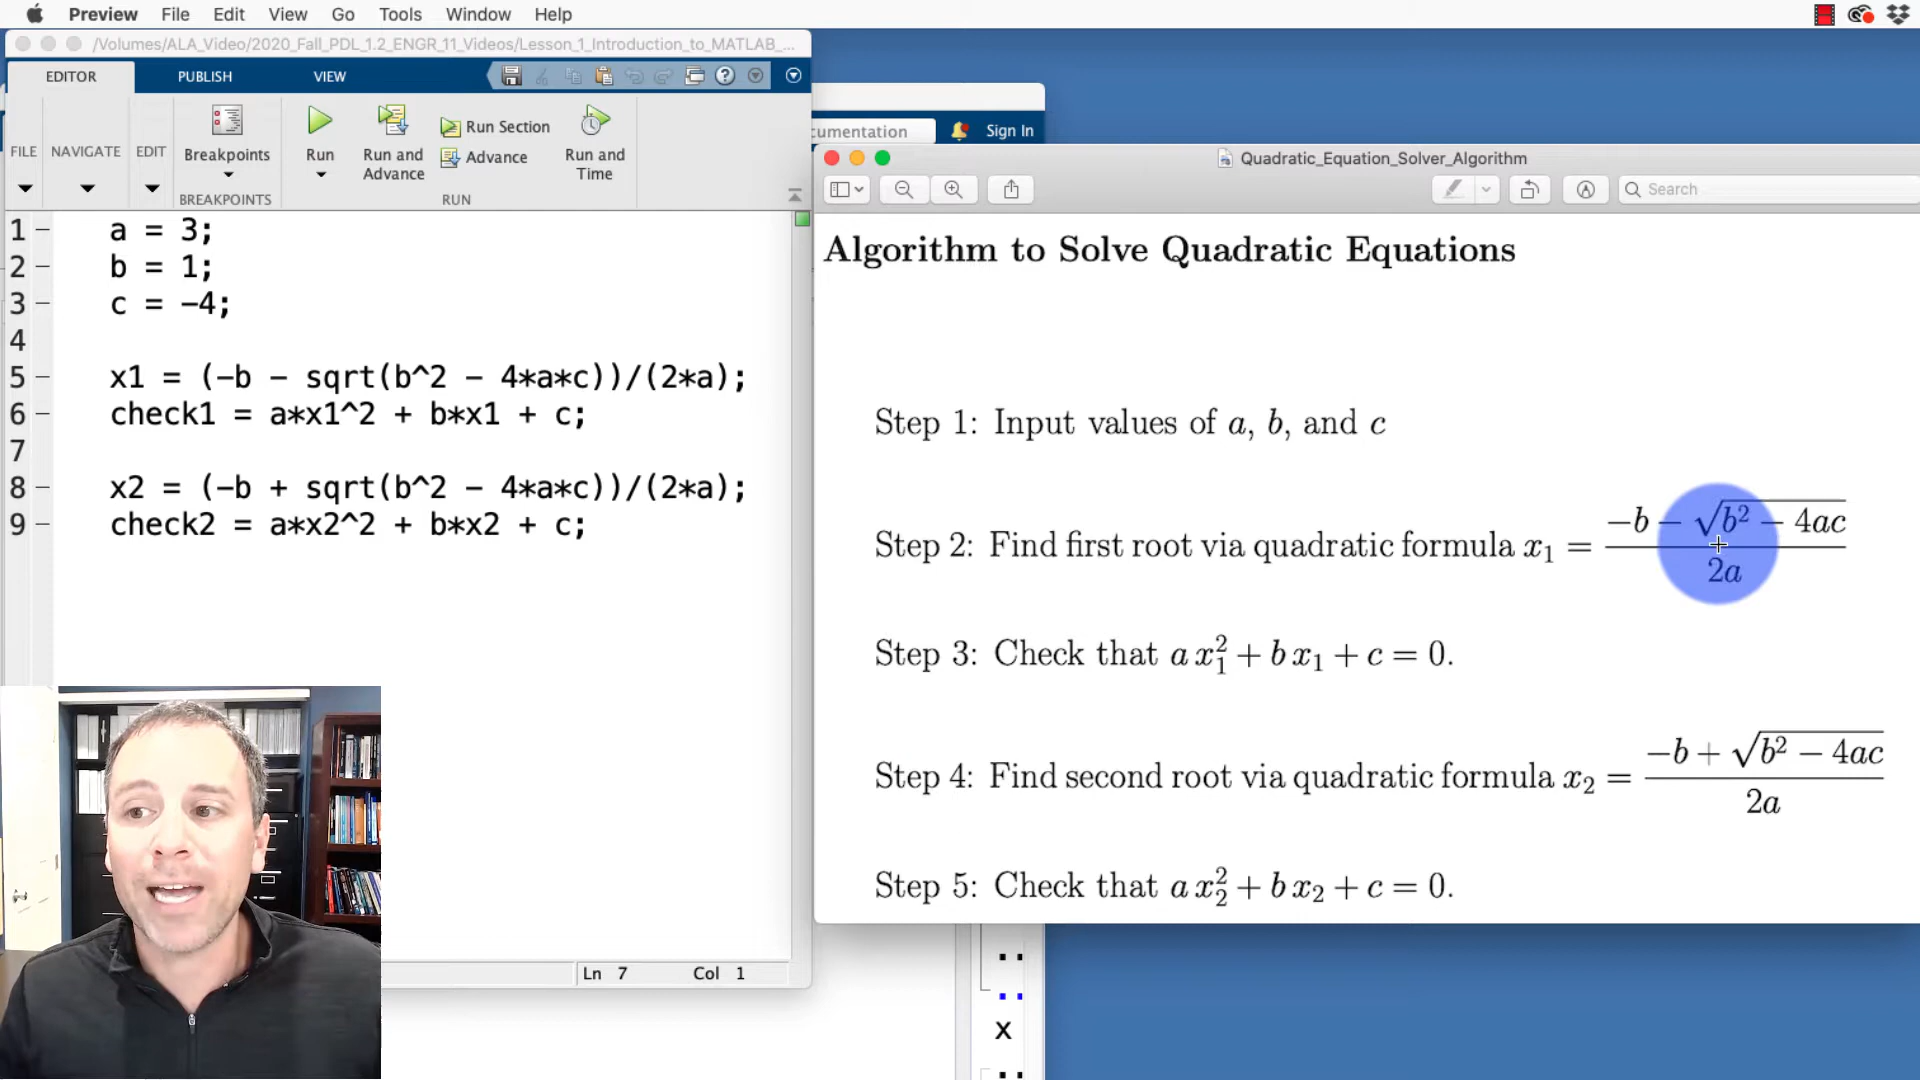 Preview File Edit View Go Tools Window Help
/Volumes/ALA_Video/2020_Fall_PDL_1.2_ENGR_11_Videos/Lesson_1_Introduction_to_MATLAB_...
EDITOR PUBLISH VIEW
FILE NAVIGATE EDIT Breakpoints Run Run and Advance Run Section Advance Run and Time
BREAKPOINTS RUN
1 – a = 3;
2 – b = 1;
3 – c = -4;
4
5 – x1 = (-b - sqrt(b^2 - 4*a*c))/(2*a);
6 – check1 = a*x1^2 + b*x1 + c;
7
8 – x2 = (-b + sqrt(b^2 - 4*a*c))/(2*a);
9 – check2 = a*x2^2 + b*x2 + c;
Ln 7 Col 1
cumentation Sign In
Quadratic_Equation_Solver_Algorithm
Search
Algorithm to Solve Quadratic Equations
Step 1: Input values of a, b, and c
Step 2: Find first root via quadratic formula x₁ = (−b − √(b² − 4ac))/2a
Step 3: Check that a x₁² + b x₁ + c = 0.
Step 4: Find second root via quadratic formula x₂ = (−b + √(b² − 4ac))/2a
Step 5: Check that a x₂² + b x₂ + c = 0.
x